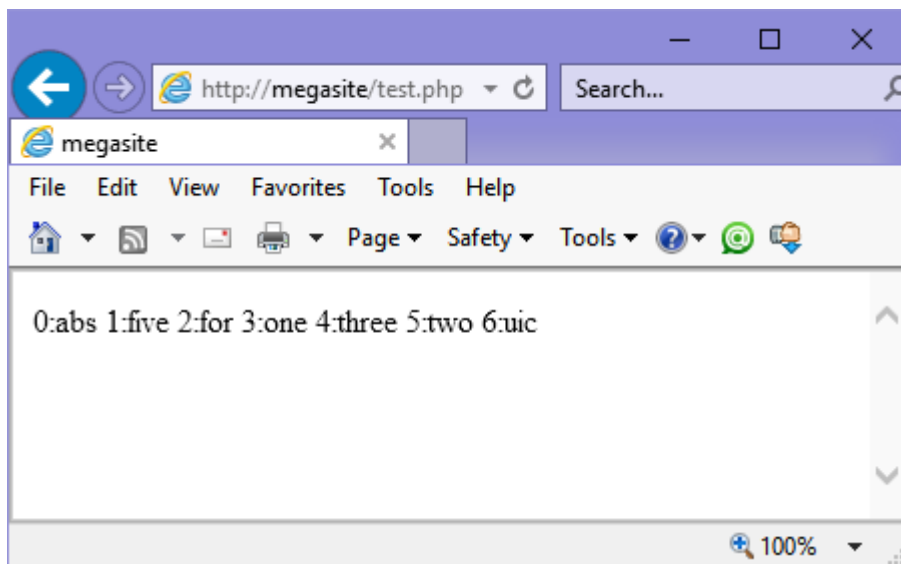 http://megasite/test.php Search...
megasite
File Edit View Favorites Tools Help
Page Safety Tools
0:abs 1:five 2:for 3:one 4:three 5:two 6:uic
100%